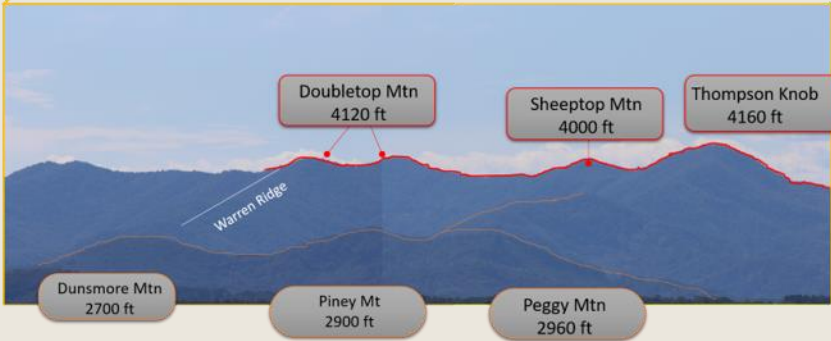 Doubletop Mtn
4120 ft
Sheeptop Mtn
4000 ft
Thompson Knob
4160 ft
Warren Ridge
Dunsmore Mtn
2700 ft
Piney Mt
2900 ft
Peggy Mtn
2960 ft